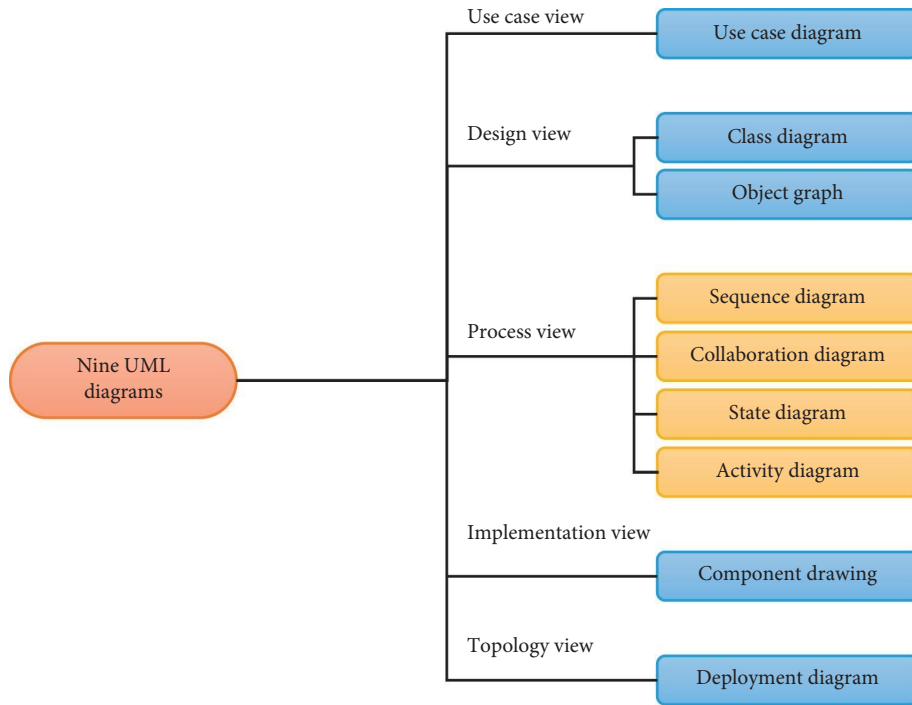 Use case view
Use case diagram
Design view
Class diagram
Object graph
Process view
Sequence diagram
Collaboration diagram
State diagram
Activity diagram
Nine UML
diagrams
Implementation view
Component drawing
Topology view
Deployment diagram